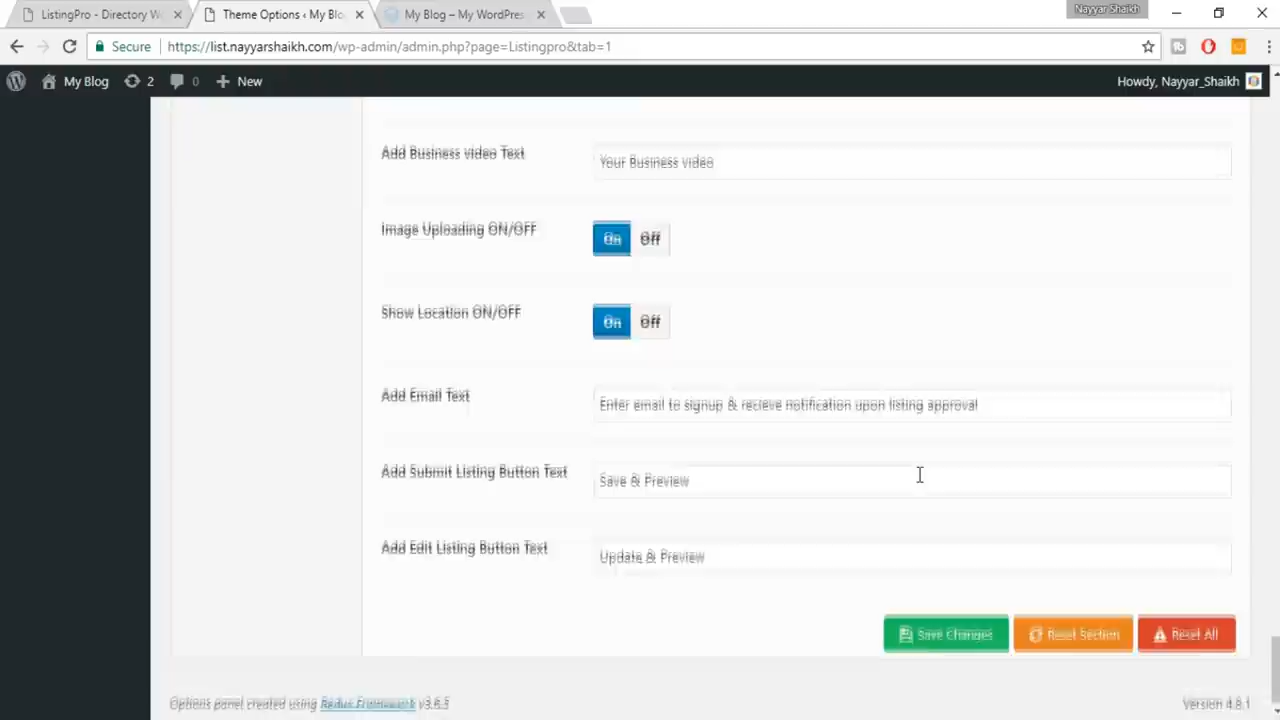 ListingPro - Directory W
Theme Options ‹ My Blo
My Blog – My WordPres
Nayyar Shaikh
Secure
https://list.nayyarshaikh.com/wp-admin/admin.php?page=Listingpro&tab=1
My Blog
2
0
New
Howdy, Nayyar_Shaikh
Add Business video Text
Your Business video
Image Uploading ON/OFF
On
Off
Show Location ON/OFF
On
Off
Add Email Text
Enter email to signup & recieve notification upon listing approval
Add Submit Listing Button Text
Save & Preview
Add Edit Listing Button Text
Update & Preview
Save Changes
Reset Section
Reset All
Options panel created using Redux Framework v3.6.5
Version 4.8.1